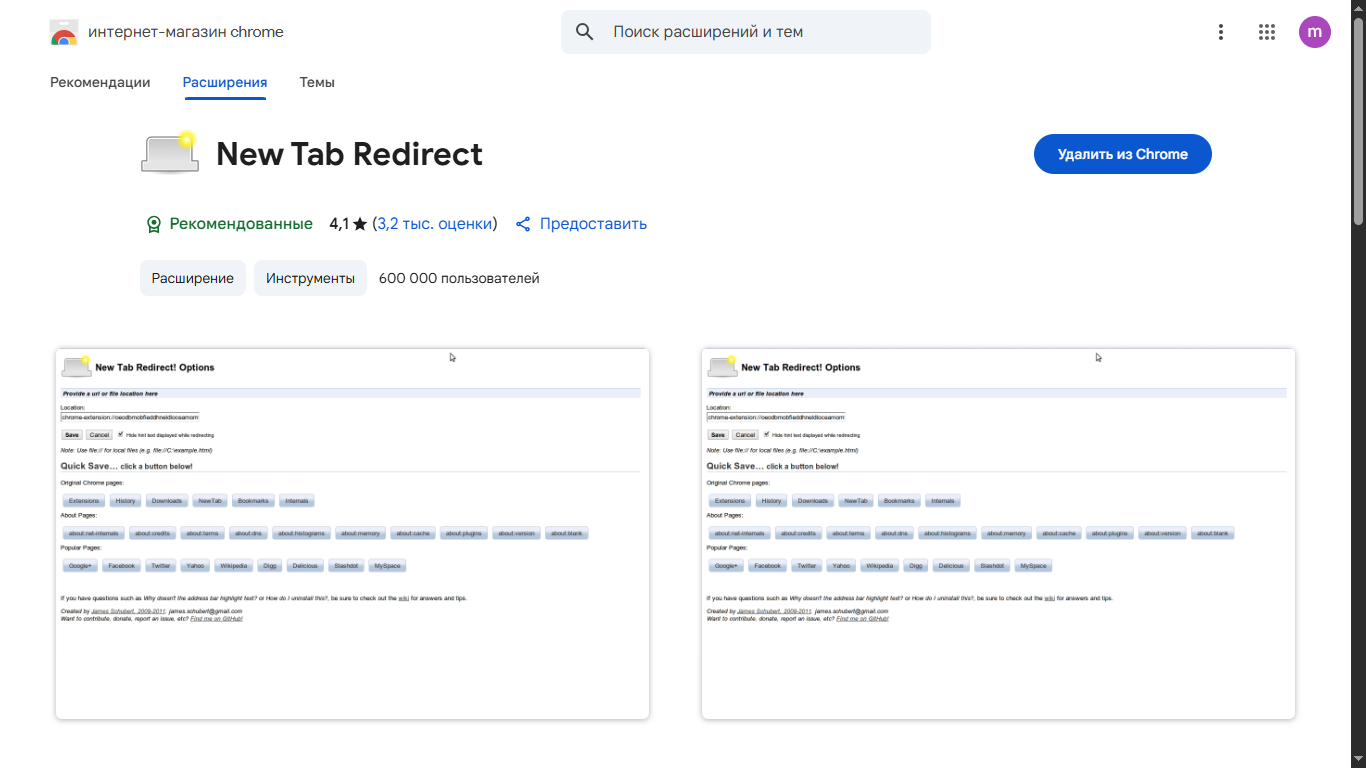 интернет-магазин chrome
Поиск расширений и тем
m
Рекомендации
Расширения
Темы
New Tab Redirect
Удалить из Chrome
Рекомендованные 4,1★ (3,2 тыс. оценки) Предоставить
Расширение Инструменты 600 000 пользователей
New Tab Redirect! Options
Provide a url or file location here
Location:
Save Cancel Hide hint text displayed while redirecting
Note: Use file:// for local files (e.g. file://C:\example.html)
Quick Save... click a button below!
Original Chrome pages:
Extensions History Downloads NewTab Bookmarks Internals
About Pages:
about:net-internals about:credits about:terms about:dns about:histograms about:memory about:cache about:plugins about:version about:blank
Popular Pages:
Google+ Facebook Twitter Yahoo Wikipedia Digg Delicious Slashdot MySpace
If you have questions such as Why doesn't the address bar highlight text? or How do I uninstall this?, be sure to check out the wiki for answers and tips.
Created by James Schubert, 2009-2011. james.schubert@gmail.com
Want to contribute, donate, report an issue, etc? Find me on GitHub!
New Tab Redirect! Options
Provide a url or file location here
Location:
Save Cancel Hide hint text displayed while redirecting
Note: Use file:// for local files (e.g. file://C:\example.html)
Quick Save... click a button below!
Original Chrome pages:
Extensions History Downloads NewTab Bookmarks Internals
About Pages:
about:net-internals about:credits about:terms about:dns about:histograms about:memory about:cache about:plugins about:version about:blank
Popular Pages:
Google+ Facebook Twitter Yahoo Wikipedia Digg Delicious Slashdot MySpace
If you have questions such as Why doesn't the address bar highlight text? or How do I uninstall this?, be sure to check out the wiki for answers and tips.
Created by James Schubert, 2009-2011. james.schubert@gmail.com
Want to contribute, donate, report an issue, etc? Find me on GitHub!